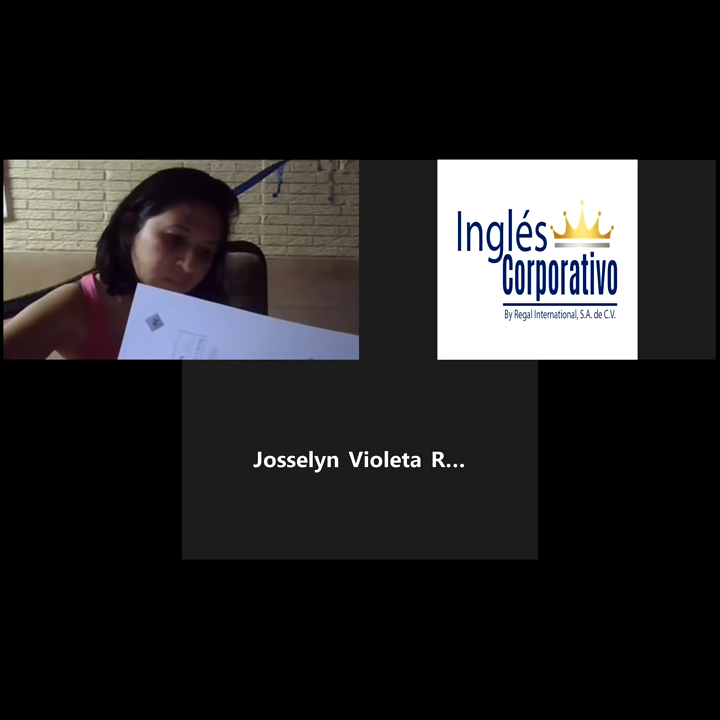 Inglés
Corporativo
By Regal International, S.A. de C.V.
Josselyn Violeta R...